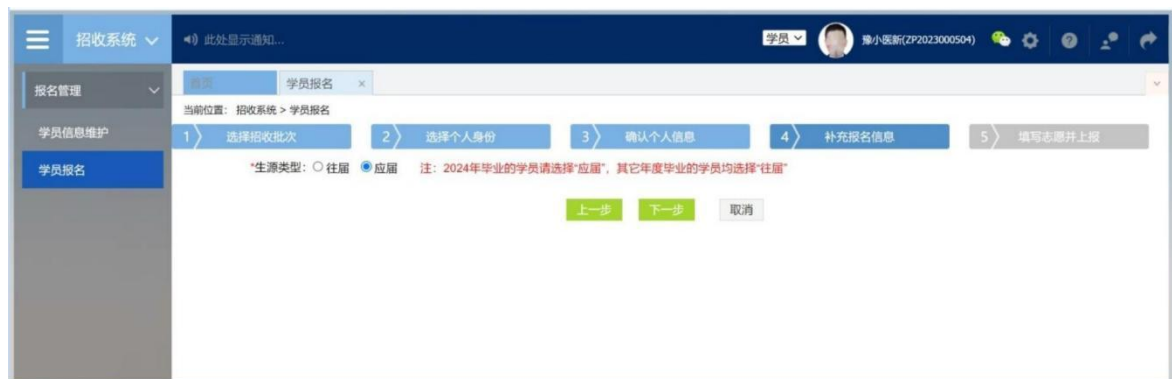 招收系统
此处显示通知...
学员
豫小医新(ZP2023000504)
报名管理
首页
学员报名 ×
当前位置: 招收系统 > 学员报名
学员信息维护
1 选择招收批次
2 选择个人身份
3 确认个人信息
4 补充报名信息
5 填写志愿并上报
学员报名
*生源类型: 往届 应届 注: 2024年毕业的学员请选择“应届”, 其它年度毕业的学员均选择“往届”
上一步 下一步 取消